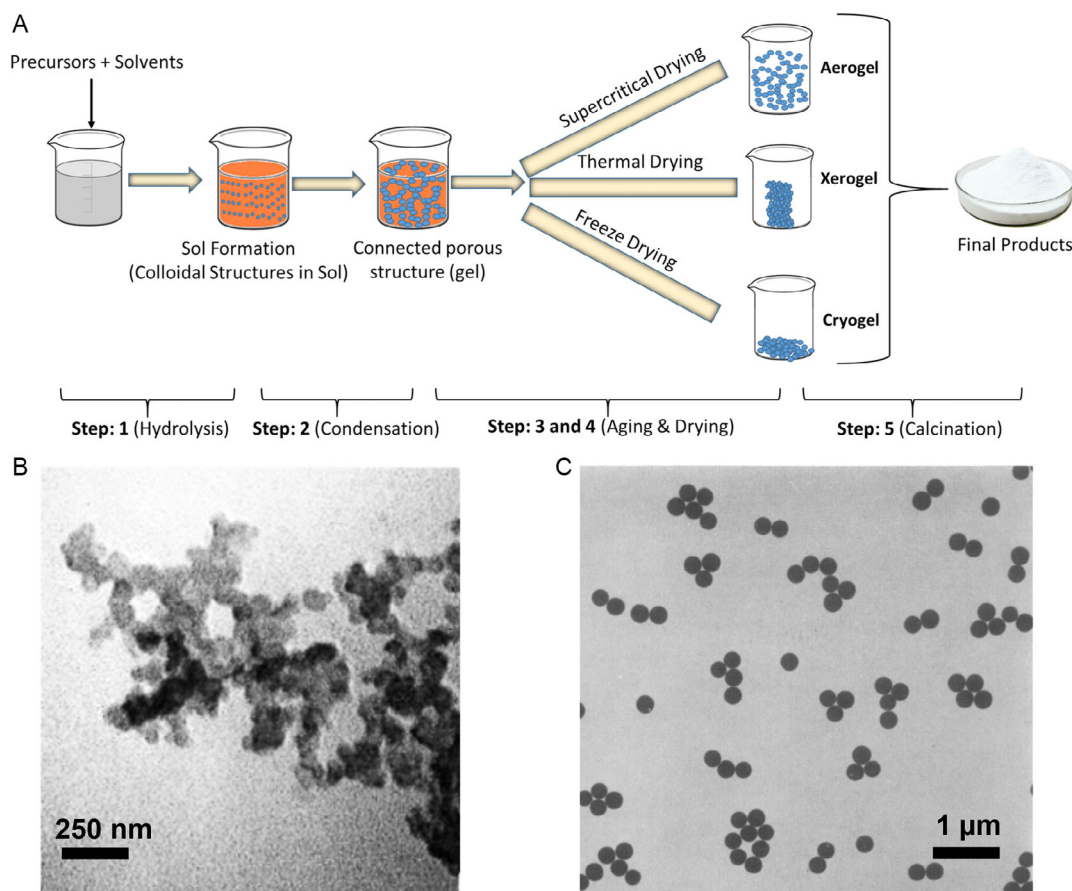 A
Precursors + Solvents
Sol Formation
(Colloidal Structures in Sol)
Connected porous
structure (gel)
Supercritical Drying
Thermal Drying
Freeze Drying
Aerogel
Xerogel
Cryogel
Final Products
Step: 1 (Hydrolysis)
Step: 2 (Condensation)
Step: 3 and 4 (Aging & Drying)
Step: 5 (Calcination)
B
250 nm
C
1 µm